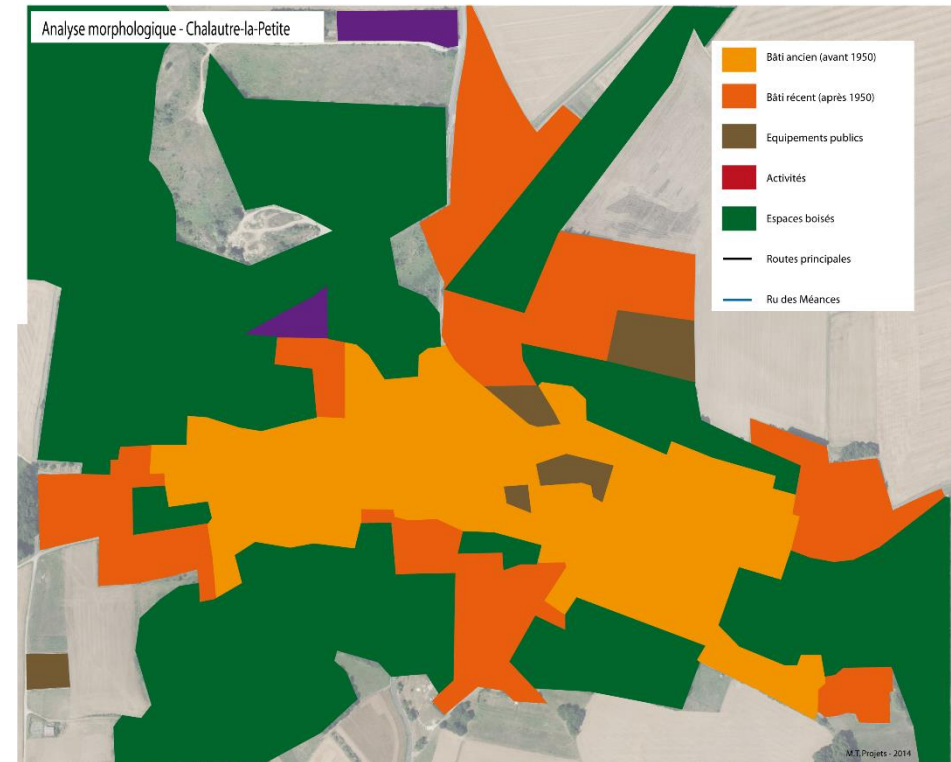 Analyse morphologique - Chalautre-la-Petite
Bâti ancien (avant 1950)
Bâti récent (après 1950)
Equipements publics
Activités
Espaces boisés
Routes principales
Ru des Méances
M.T.Projets - 2014